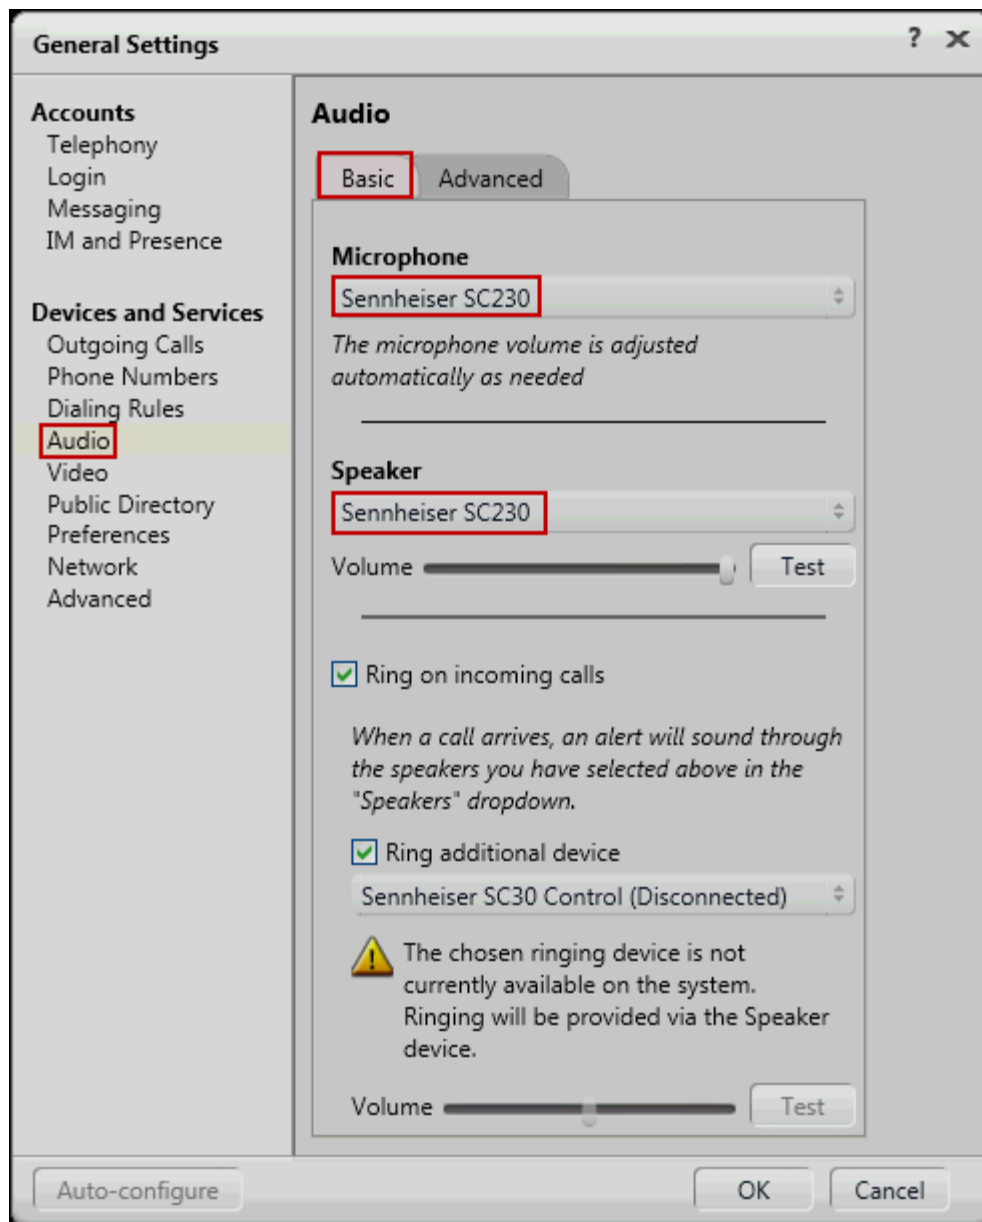 General Settings
?
Accounts
Telephony
Login
Messaging
IM and Presence
Devices and Services
Outgoing Calls
Phone Numbers
Dialing Rules
Audio
Video
Public Directory
Preferences
Network
Advanced
Audio
Basic
Advanced
Microphone
Sennheiser SC230
The microphone volume is adjusted
automatically as needed
Speaker
Sennheiser SC230
Volume
Test
Ring on incoming calls
When a call arrives, an alert will sound through
the speakers you have selected above in the
"Speakers" dropdown.
Ring additional device
Sennheiser SC30 Control (Disconnected)
The chosen ringing device is not
currently available on the system.
Ringing will be provided via the Speaker
device.
Volume
Test
Auto-configure
OK
Cancel